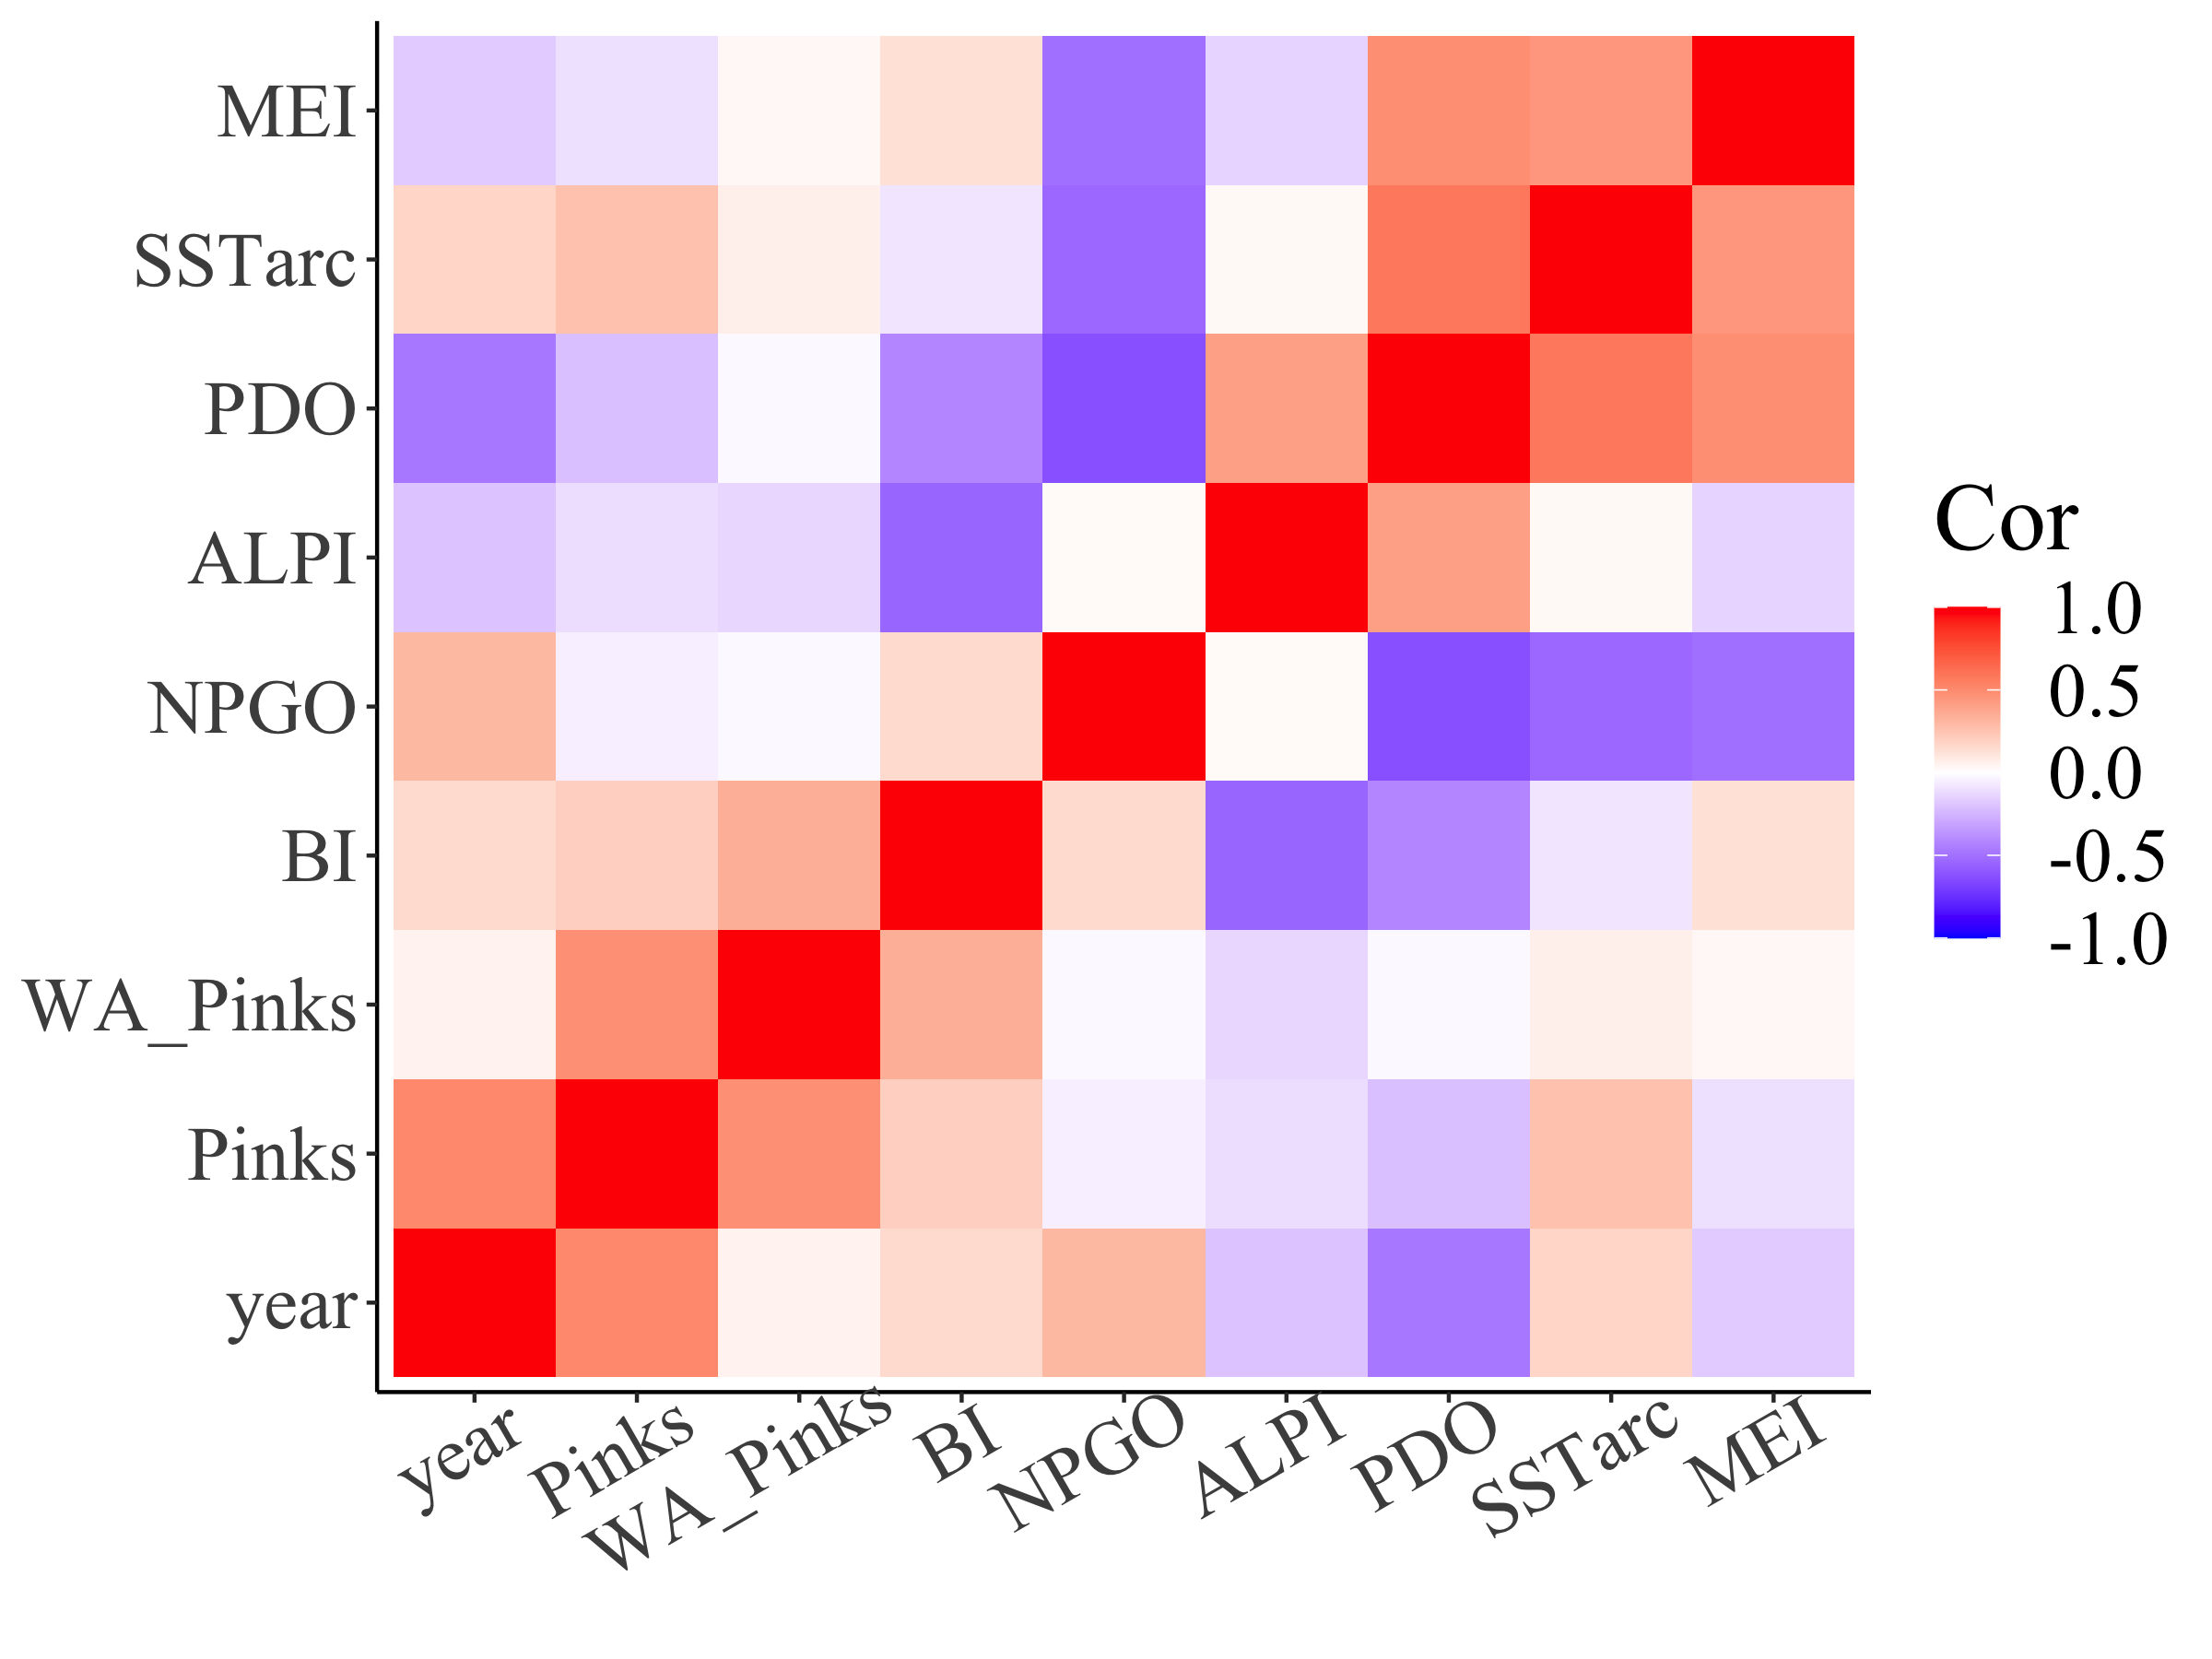 MEI
SSTarc
PDO
ALPI
NPGO
BI
WA_Pinks
Pinks
year
year
Pinks
WA_Pinks
BI
NPGO
ALPI
PDO
SSTarc
MEI
Cor
1.0
0.5
0.0
-0.5
-1.0